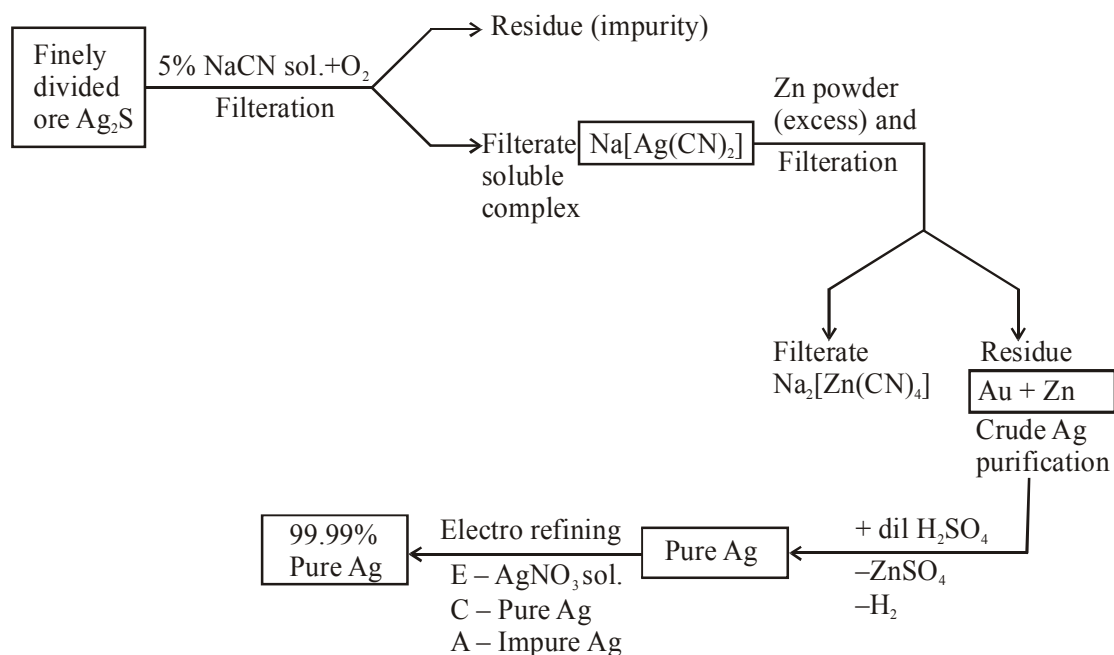 Finely
divided
ore Ag₂S
5% NaCN sol.+O₂
Filteration
Residue (impurity)
Filterate
soluble
complex
Na[Ag(CN)₂]
Zn powder
(excess) and
Filteration
Filterate
Na₂[Zn(CN)₄]
Residue
Au + Zn
Crude Ag
purification
+ dil H₂SO₄
–ZnSO₄
–H₂
Pure Ag
Electro refining
E – AgNO₃ sol.
C – Pure Ag
A – Impure Ag
99.99%
Pure Ag